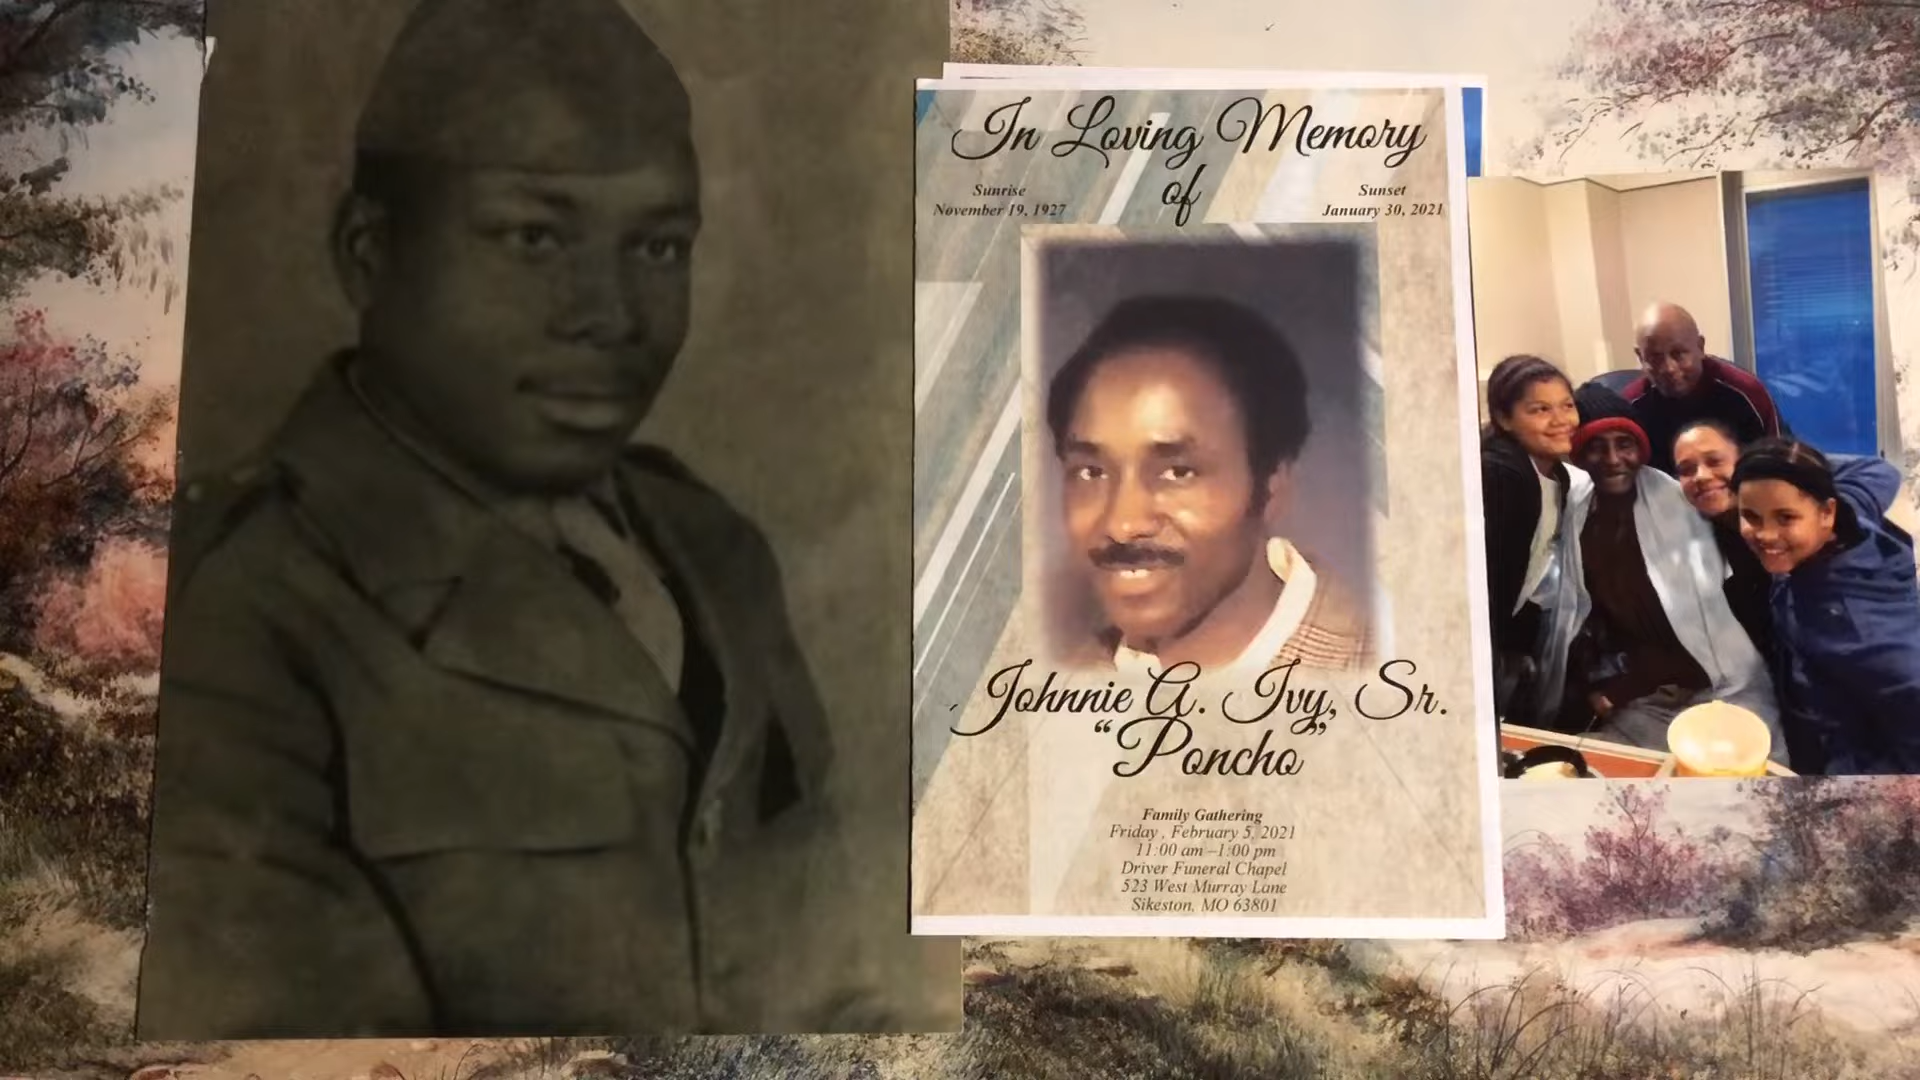 In Loving Memory
of
Sunrise
November 19, 1927
Sunset
January 30, 2021
Johnnie A. Ivy, Sr.
“Poncho”
Family Gathering
Friday , February 5, 2021
11:00 am –1:00 pm
Driver Funeral Chapel
523 West Murray Lane
Sikeston, MO 63801